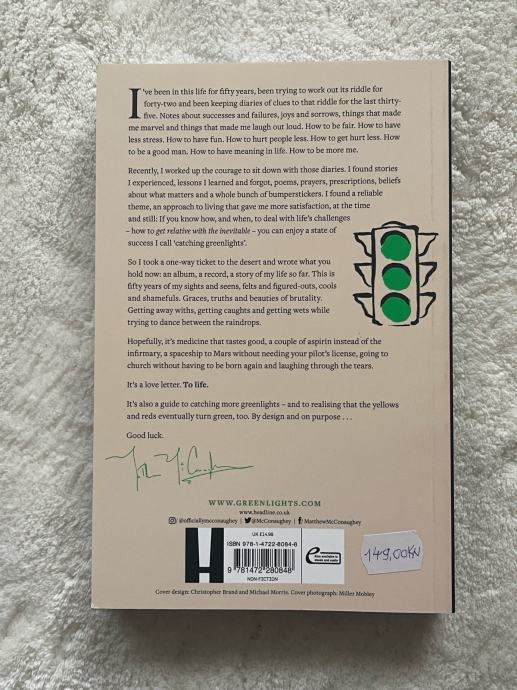 I've been in this life for fifty years, been trying to work out its riddle for
forty-two and been keeping diaries of clues to that riddle for the last thirty-
five. Notes about successes and failures, joys and sorrows, things that made
me marvel and things that made me laugh out loud. How to be fair. How to have
less stress. How to have fun. How to hurt people less. How to get hurt less. How
to be a good man. How to have meaning in life. How to be more me.
Recently, I worked up the courage to sit down with those diaries. I found stories
I experienced, lessons I learned and forgot, poems, prayers, prescriptions, beliefs
about what matters and a whole bunch of bumperstickers. I found a reliable
theme, an approach to living that gave me more satisfaction, at the time
and still: If you know how, and when, to deal with life's challenges
– how to get relative with the inevitable – you can enjoy a state of
success I call 'catching greenlights'.
So I took a one-way ticket to the desert and wrote what you
hold now: an album, a record, a story of my life so far. This is
fifty years of my sights and seens, felts and figured-outs, cools
and shamefuls. Graces, truths and beauties of brutality.
Getting away withs, getting caughts and getting wets while
trying to dance between the raindrops.
Hopefully, it's medicine that tastes good, a couple of aspirin instead of the
infirmary, a spaceship to Mars without needing your pilot's license, going to
church without having to be born again and laughing through the tears.
It's a love letter. To life.
It's also a guide to catching more greenlights – and to realising that the yellows
and reds eventually turn green, too. By design and on purpose . . .
Good luck.
WWW.GREENLIGHTS.COM
www.headline.co.uk
@officiallymcconaughey | @McConaughey | MatthewMcConaughey
UK £14.99
ISBN 978-1-4722-8084-8
9 781472 280848
NON-FICTION
Also available in
ebook and audio
149,00KN
Cover design: Christopher Brand and Michael Morris. Cover photograph: Miller Mobley